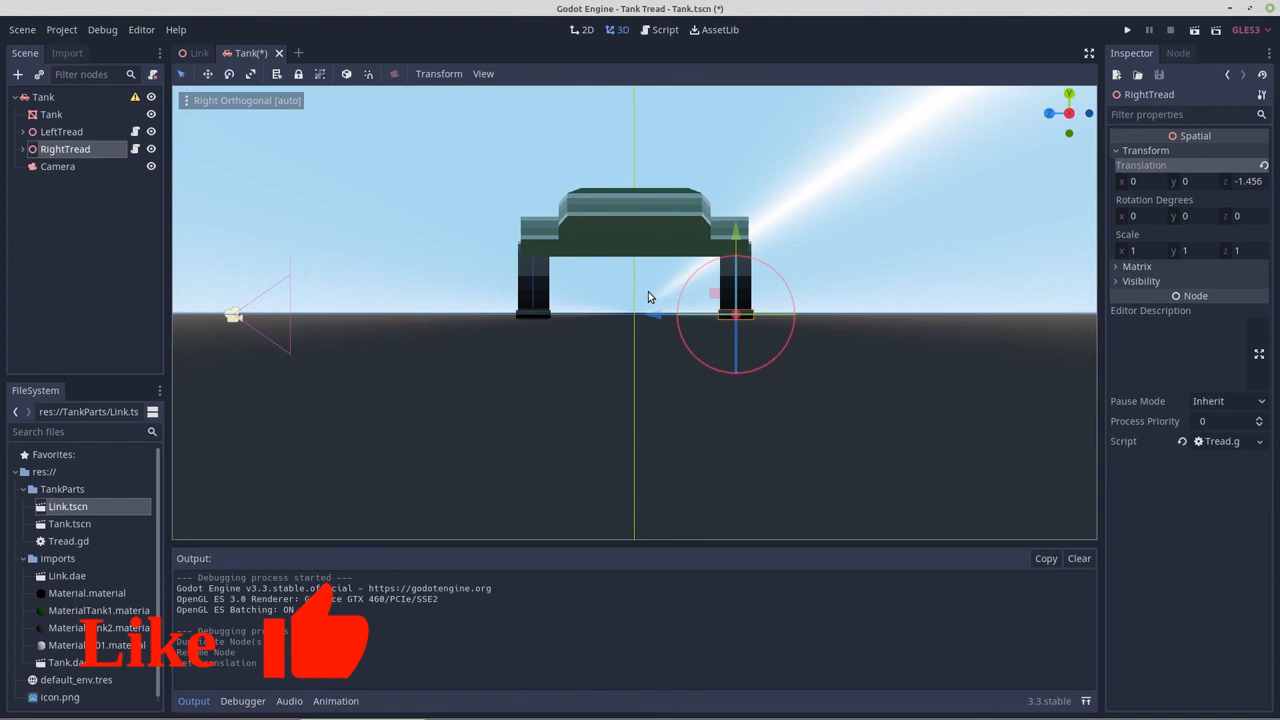 Godot Engine - Tank Tread - Tank.tscn (*)
Scene Project Debug Editor Help
2D 3D Script AssetLib
GLES3
Scene Import
Link Tank(*)
Inspector Node
Filter nodes
Transform View
Tank
Tank
LeftTread
RightTread
Camera
Right Orthogonal [auto]
Y
Z
X
RightTread
Filter properties
Spatial
Transform
Translation
x 0 y 0 z -1.456
Rotation Degrees
x 0 y 0 z 0
Scale
x 1 y 1 z 1
Matrix
Visibility
Node
Editor Description
Pause Mode Inherit
Process Priority 0
Script Tread.g
FileSystem
res://TankParts/Link.ts
Search files
Favorites:
res://
TankParts
Link.tscn
Tank.tscn
Tread.gd
Imports
Link.dae
Material.material
MaterialTank1.materia
icon.png
default_env.tres
Output:
Copy Clear
--- Debugging process started ---
Godot Engine v3.3.stable.official - https://godotengine.org
OpenGL ES 3.0 Renderer: GTX 460/PCIe/SSE2
OpenGL ES Batching: ON
--- Debugging
Like
Output Debugger Audio Animation
3.3.stable